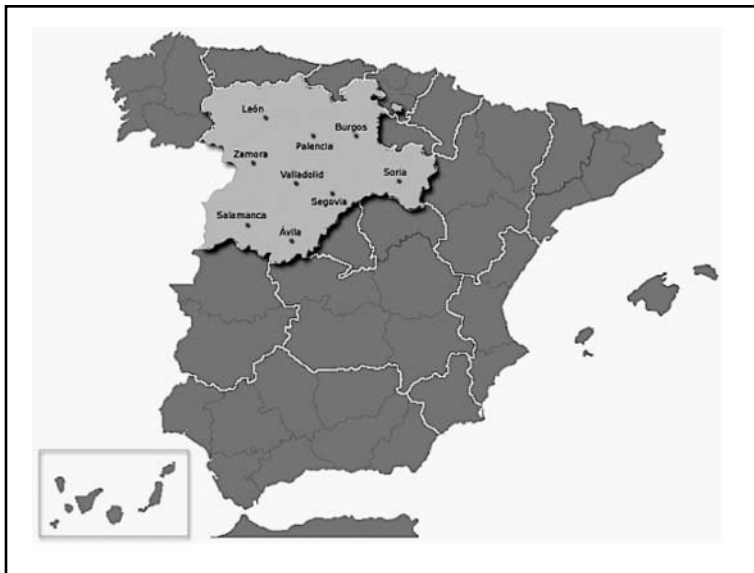 León
Burgos
Palencia
Zamora
Valladolid
Soria
Segovia
Salamanca
Ávila